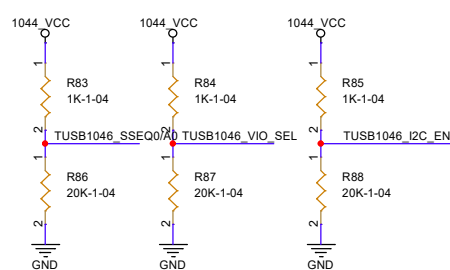 1044_VCC 1044_VCC 1044_VCC
1 1 1
R83 R84 R85
1K-1-04 1K-1-04 1K-1-04
2 2 2
TUSB1046_SSEQ0/A0 TUSB1046_VIO_SEL TUSB1046_I2C_EN
1 1 1
R86 R87 R88
20K-1-04 20K-1-04 20K-1-04
2 2 2
GND GND GND